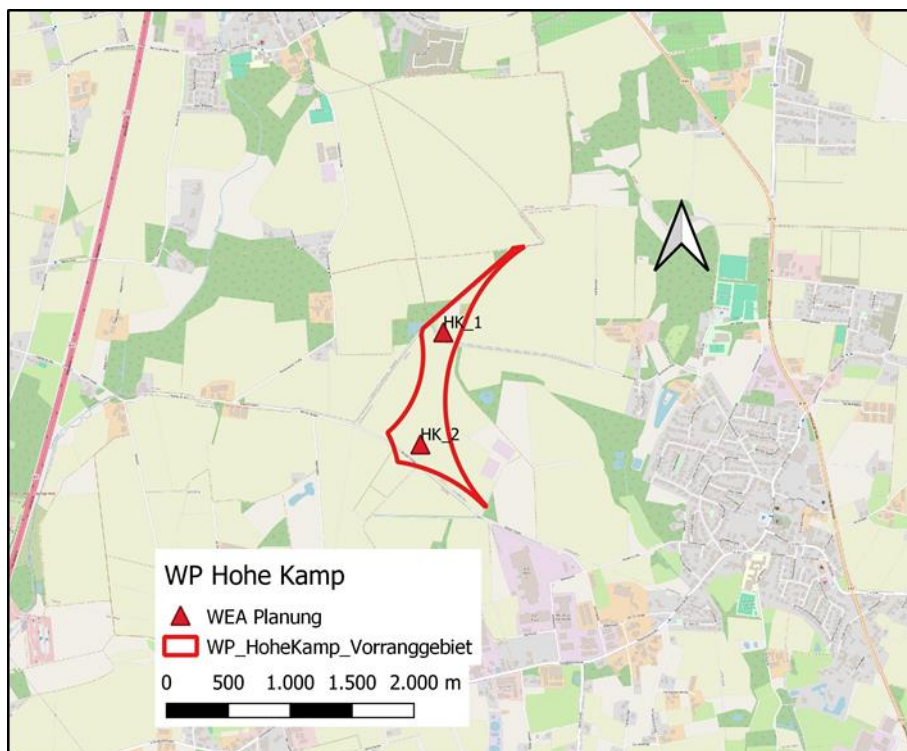 HK_1
HK_2
WP Hohe Kamp
WEA Planung
WP_HoheKamp_Vorranggebiet
0 500 1.000 1.500 2.000 m